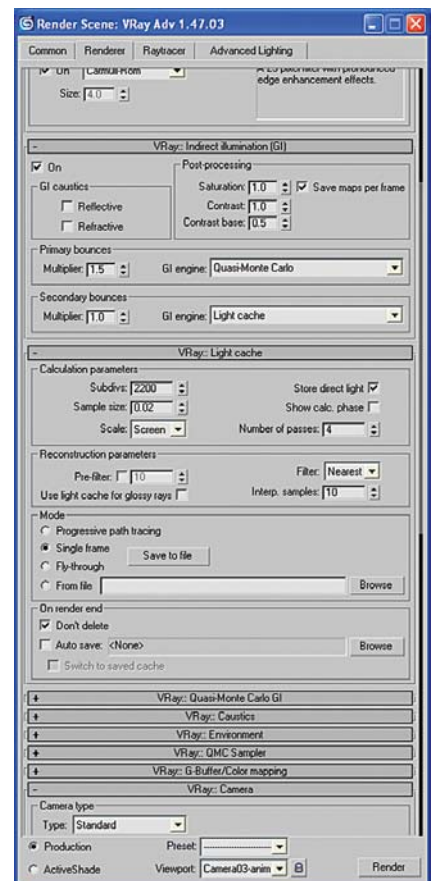 Render Scene: VRay Adv 1.47.03
Common Renderer Raytracer Advanced Lighting
On Catmull-Rom
edge enhancement effects.
Size: 4.0
- VRay:: Indirect illumination (GI)
On
Post-processing
GI caustics
Saturation: 1.0 Save maps per frame
Reflective
Contrast: 1.0
Refractive
Contrast base: 0.5
Primary bounces
Multiplier: 1.5 GI engine: Quasi-Monte Carlo
Secondary bounces
Multiplier: 1.0 GI engine: Light cache
- VRay:: Light cache
Calculation parameters
Subdivs: 2200 Store direct light
Sample size: 0.02 Show calc. phase
Scale: Screen Number of passes: 4
Reconstruction parameters
Pre-filter: 10 Filter: Nearest
Use light cache for glossy rays Interp. samples: 10
Mode
Progressive path tracing
Single frame
Save to file
Fly-through
From file Browse
On render end
Don't delete
Auto save: <None> Browse
Switch to saved cache
+ VRay:: Quasi-Monte Carlo GI
+ VRay:: Caustics
+ VRay:: Environment
+ VRay:: QMC Sampler
+ VRay:: G-Buffer/Color mapping
- VRay:: Camera
Camera type
Type: Standard
Production Preset: --------------------
ActiveShade Viewport: Camera03-anim Render